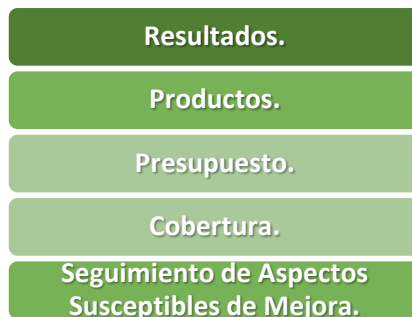 Resultados.
Productos.
Presupuesto.
Cobertura.
Seguimiento de Aspectos
Susceptibles de Mejora.